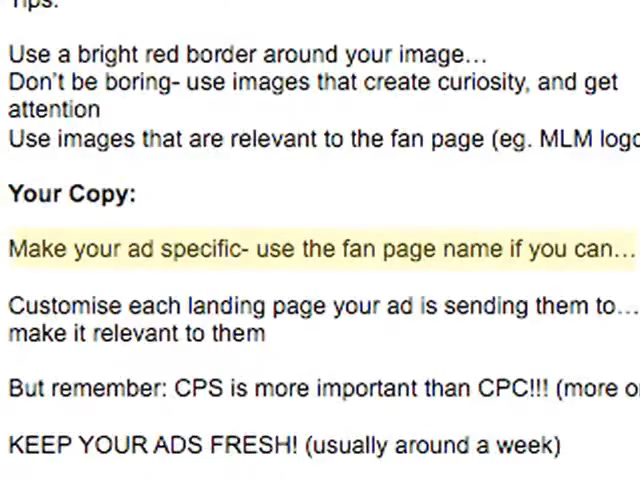 Tips:
Use a bright red border around your image...
Don't be boring- use images that create curiosity, and get
attention
Use images that are relevant to the fan page (eg. MLM logo
Your Copy:
Make your ad specific- use the fan page name if you can...
Customise each landing page your ad is sending them to...
make it relevant to them
But remember: CPS is more important than CPC!!! (more
KEEP YOUR ADS FRESH! (usually around a week)